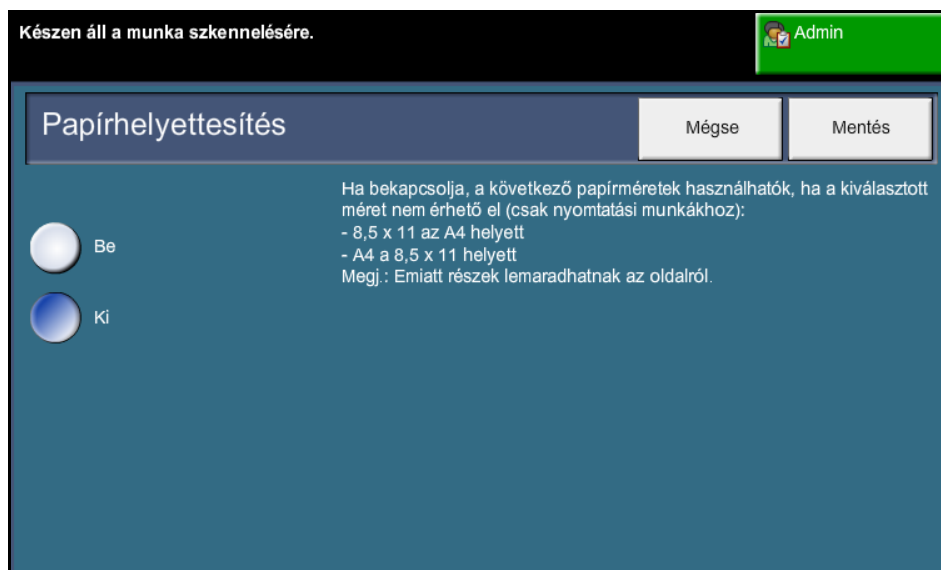 Készen áll a munka szkennelésére.
Admin
Papírhelyettesítés
Mégse
Mentés
Ha bekapcsolja, a következő papírméretek használhatók, ha a kiválasztott
méret nem érhető el (csak nyomtatási munkákhoz):
- 8,5 x 11 az A4 helyett
- A4 a 8,5 x 11 helyett
Megj.: Emiatt részek lemaradhatnak az oldalról.
Be
Ki